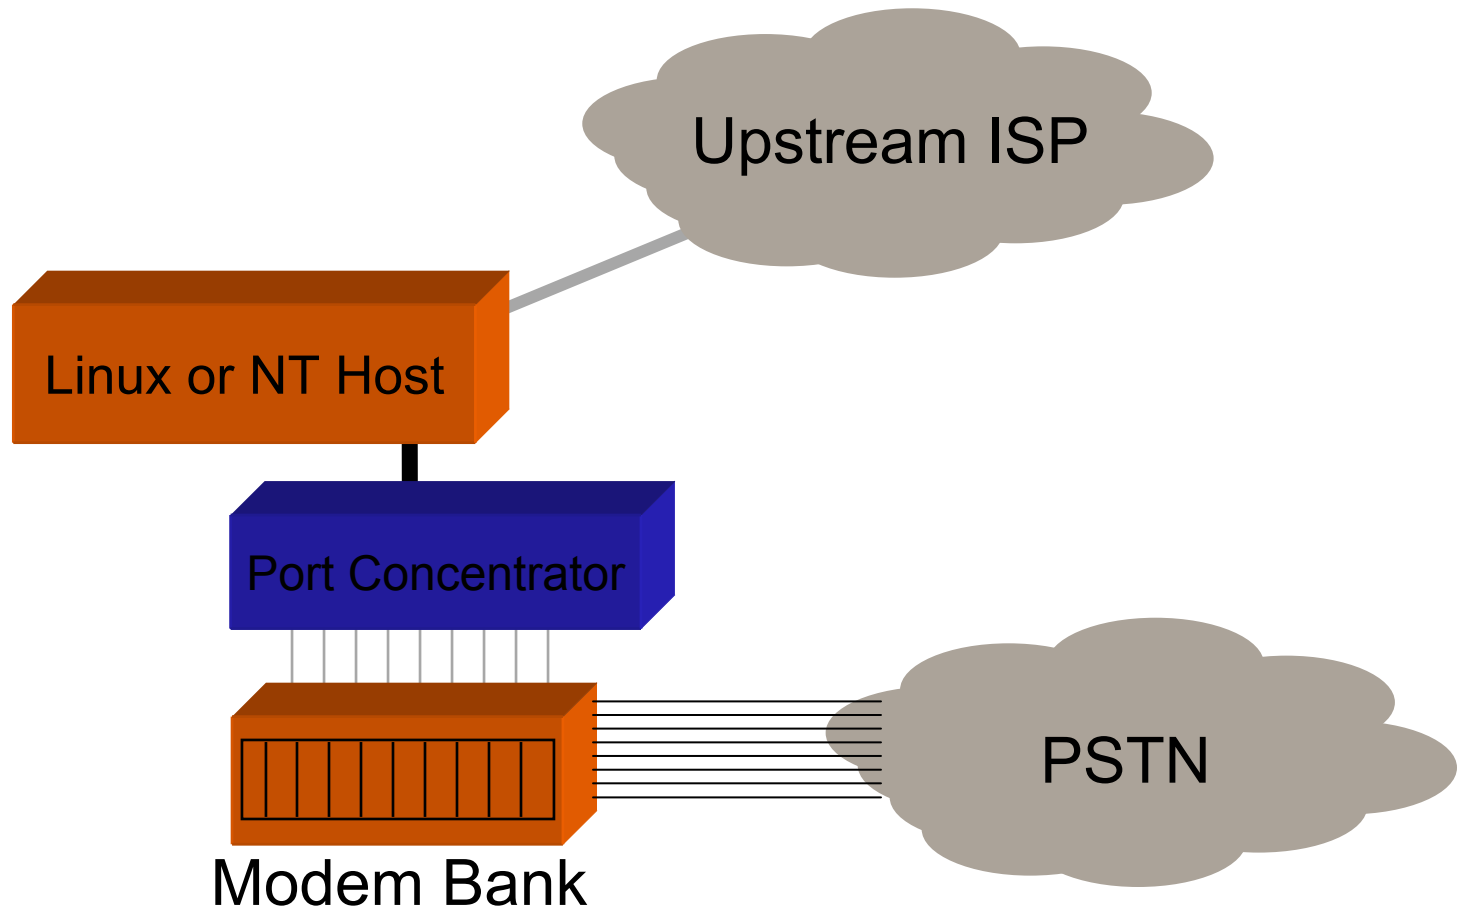 Upstream ISP
Linux or NT Host
Port Concentrator
PSTN
Modem Bank